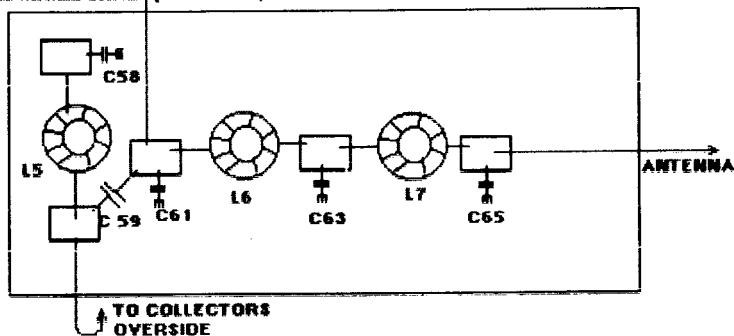 C58
L5
C 59
C61
L6
C63
L7
C65
ANTENNA
TO COLLECTORS
OVERSIDE